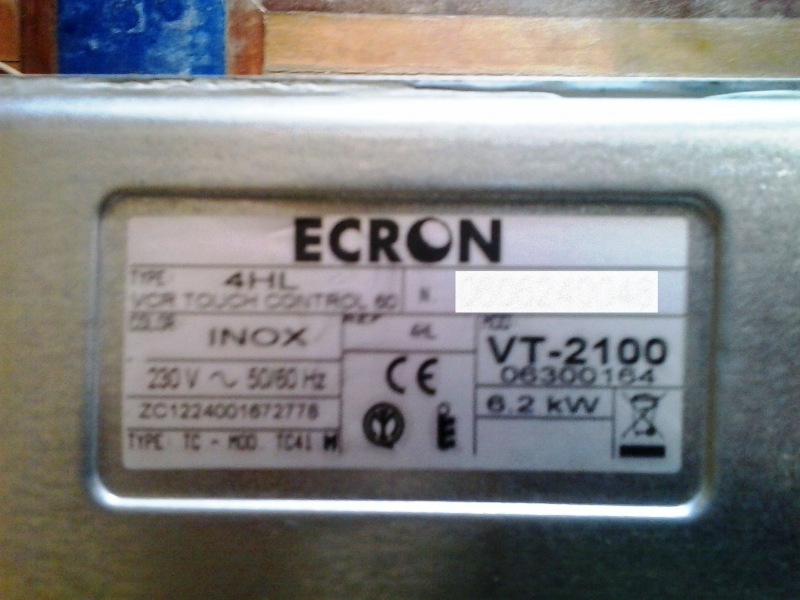 ECRON
TYPE: 4HL
VCR TOUCH CONTROL 60
N.
COLOR INOX
REF 4HL
MOD VT-2100
06300164
230 V ~ 50/60 Hz
CE
6.2 kW
ZC1224001672778
TYPE: TC - MOD. TC41 M
E